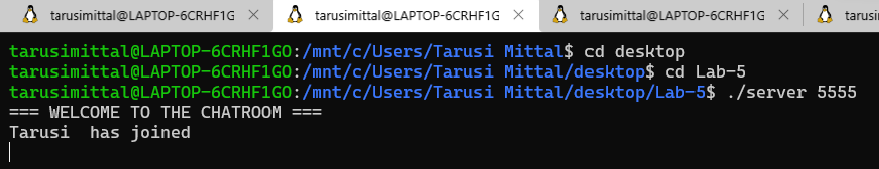 tarusimittal@LAPTOP-6CRHF1G
tarusimittal@LAPTOP-6CRHF1G
tarusimittal@LAPTOP-6CRHF1G
tarusim
tarusimittal@LAPTOP-6CRHF1GO:/mnt/c/Users/Tarusi Mittal$ cd desktop
tarusimittal@LAPTOP-6CRHF1GO:/mnt/c/Users/Tarusi Mittal/desktop$ cd Lab-5
tarusimittal@LAPTOP-6CRHF1GO:/mnt/c/Users/Tarusi Mittal/desktop/Lab-5$ ./server 5555
=== WELCOME TO THE CHATROOM ===
Tarusi  has joined